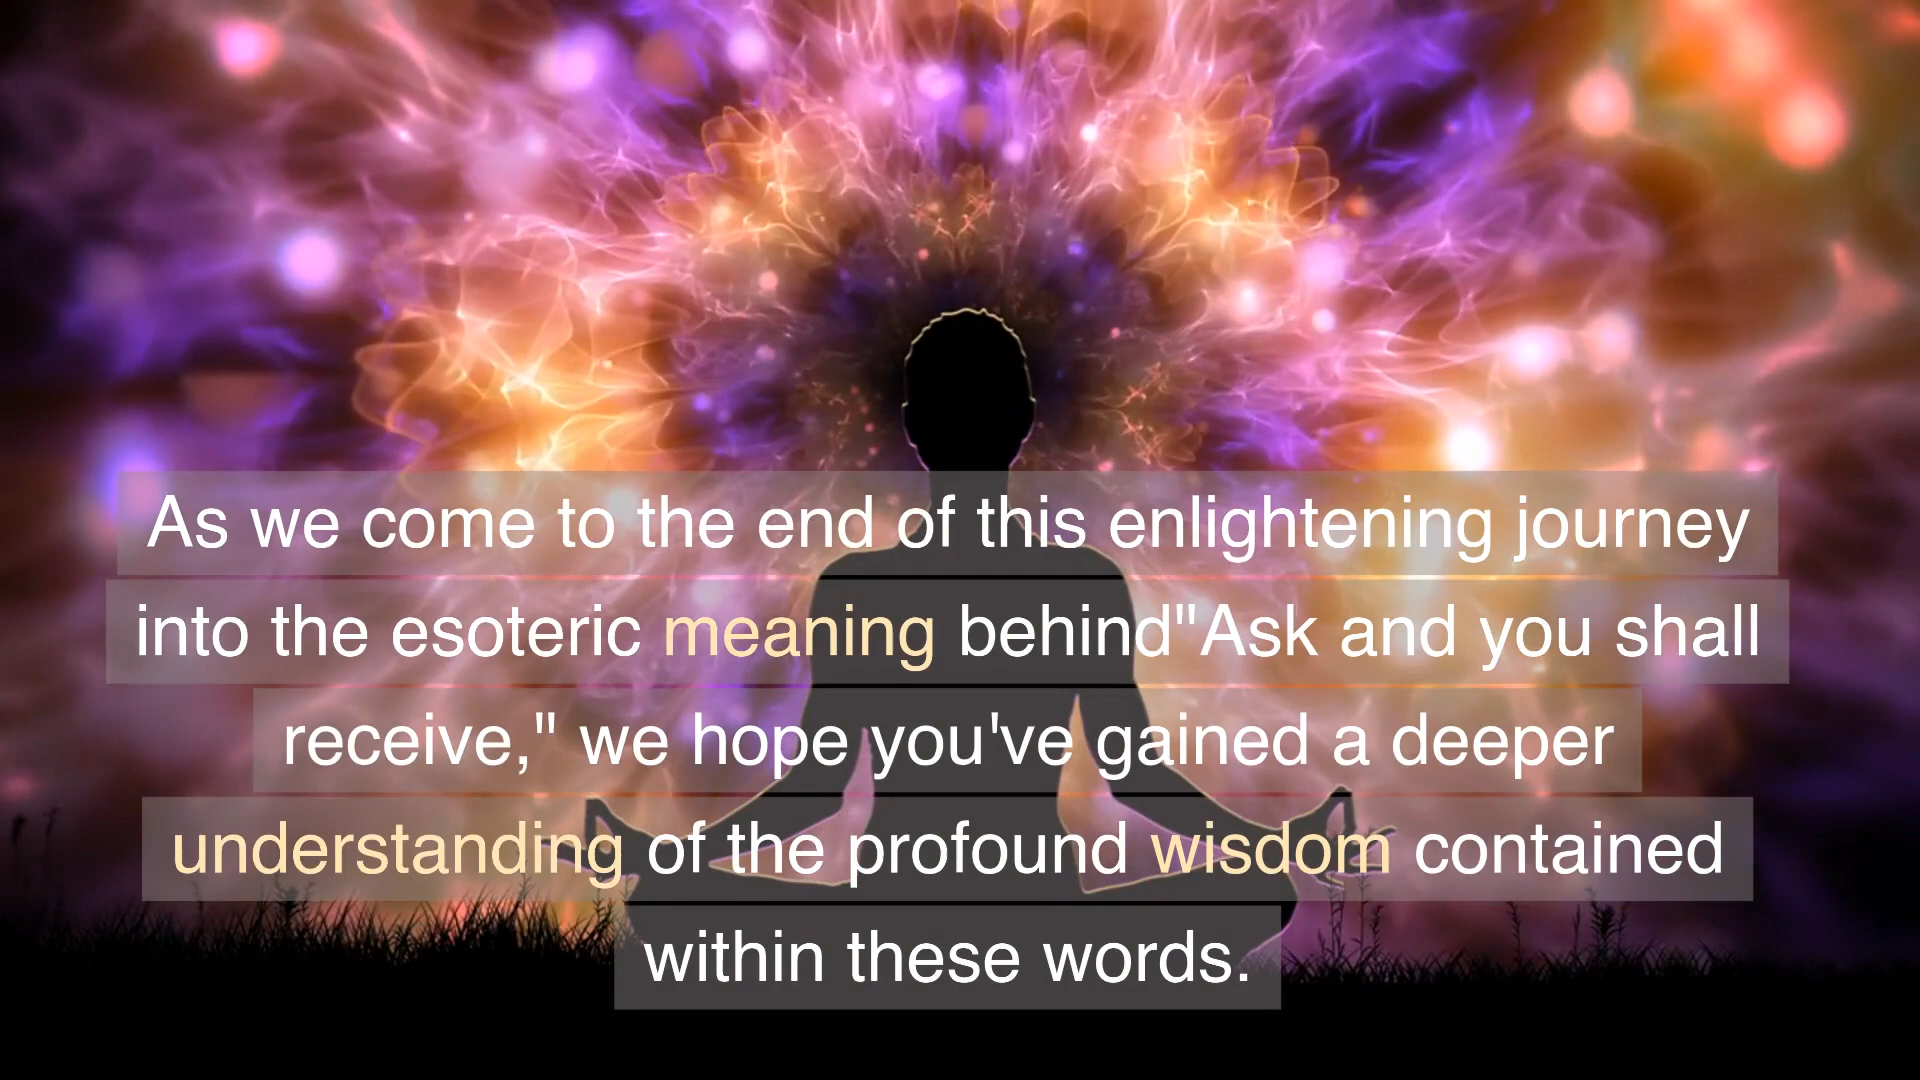 As we come to the end of this enlightening journey
into the esoteric meaning behind"Ask and you shall
receive," we hope you've gained a deeper
understanding of the profound wisdom contained
within these words.